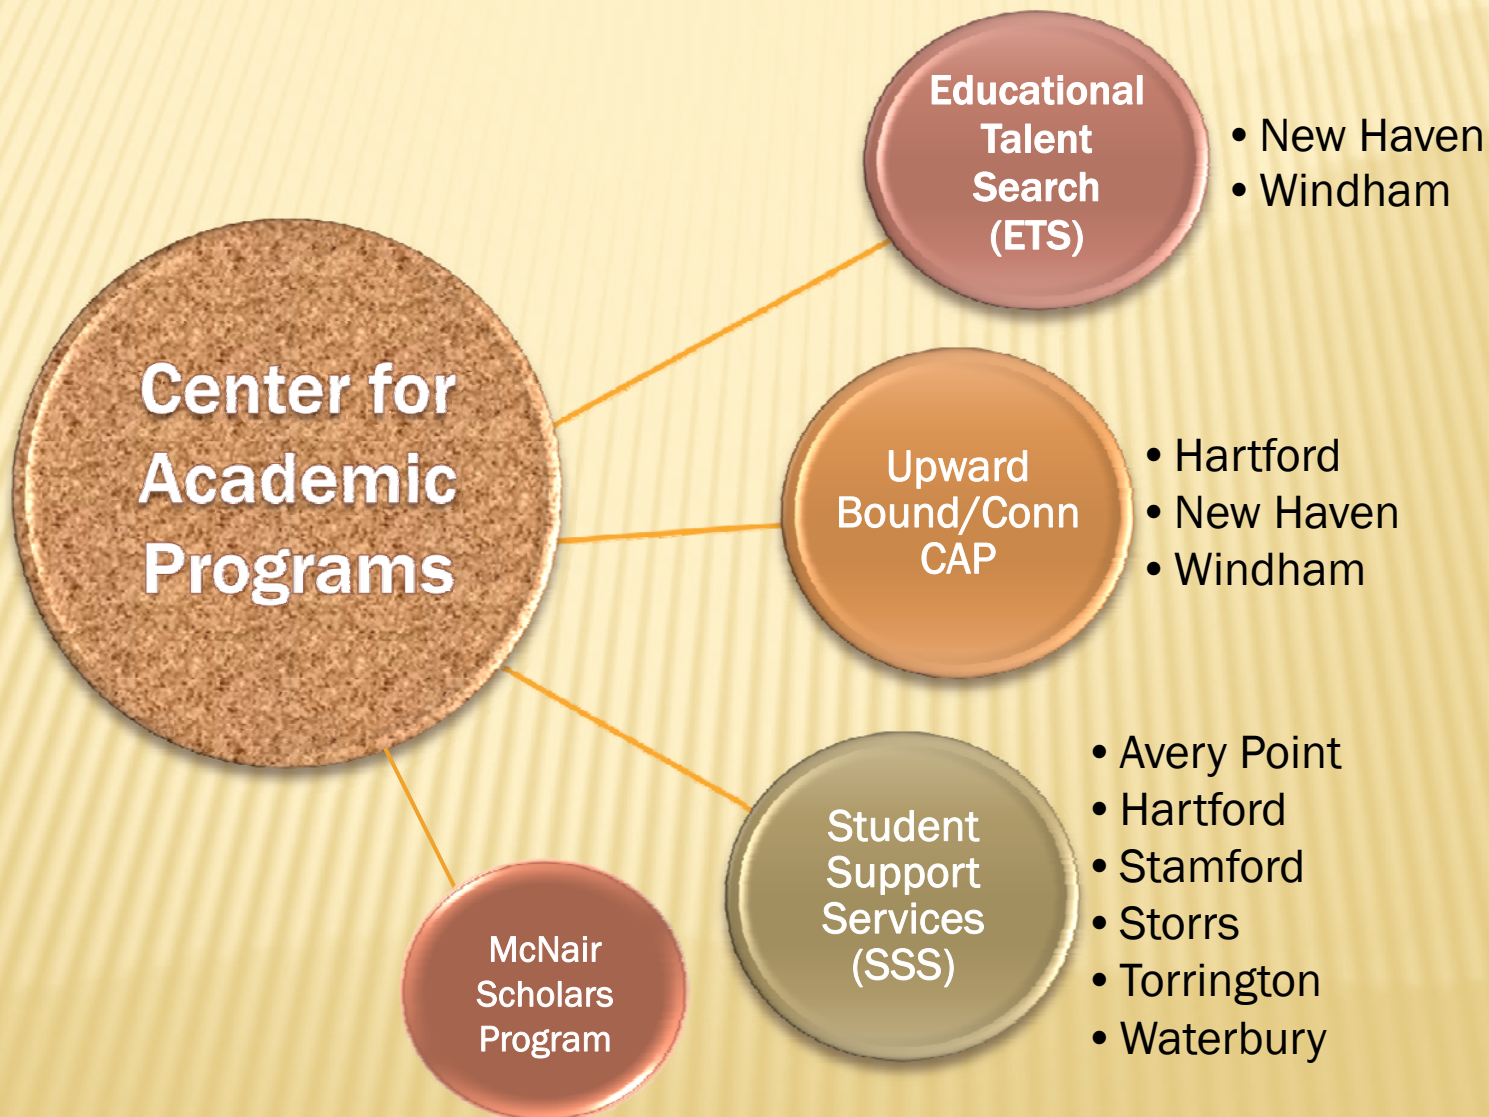 Center for
Academic
Programs
Educational
Talent
Search
(ETS)
• New Haven
• Windham
Upward
Bound/Conn
CAP
• Hartford
• New Haven
• Windham
Student
Support
Services
(SSS)
• Avery Point
• Hartford
• Stamford
• Storrs
• Torrington
• Waterbury
McNair
Scholars
Program